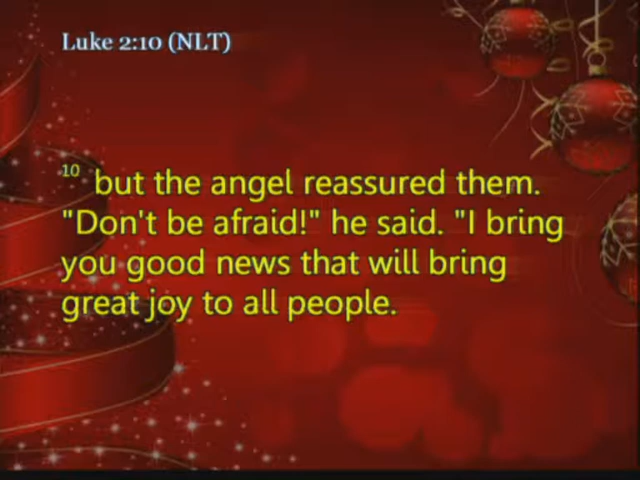 Luke 2:10 (NLT)
10 but the angel reassured them.
"Don't be afraid!" he said. "I bring
you good news that will bring
great joy to all people.